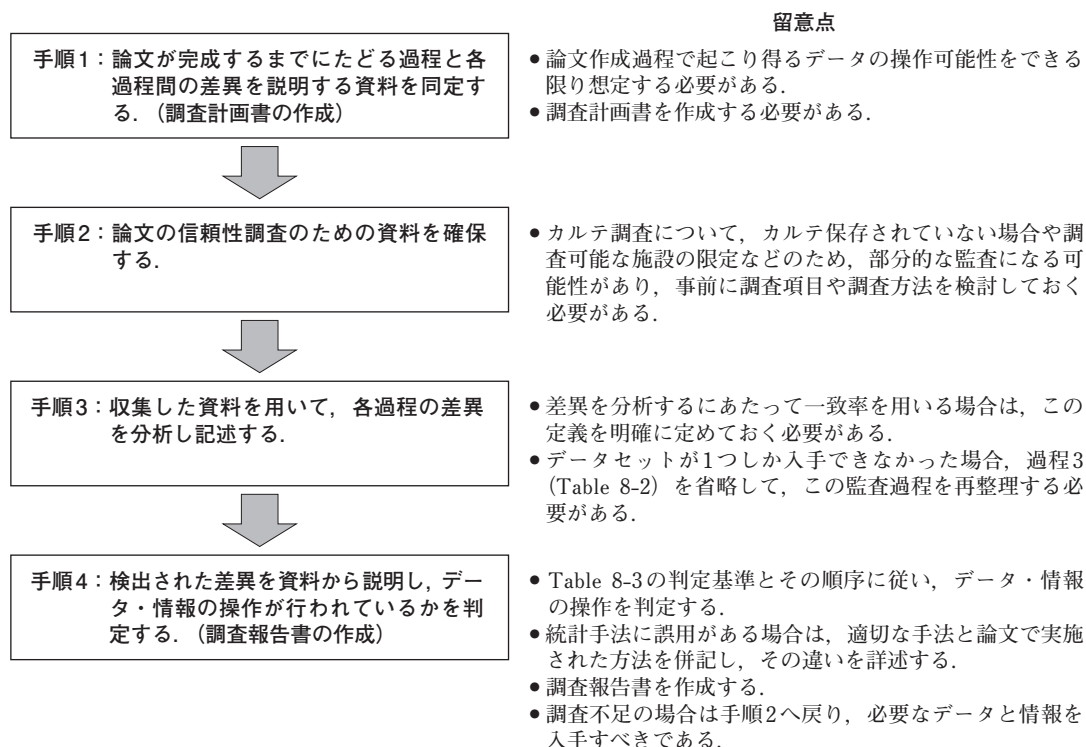 留意点
手順1：論文が完成するまでにたどる過程と各
過程間の差異を説明する資料を同定す
る．（調査計画書の作成）
●論文作成過程で起こり得るデータの操作可能性をできる
限り想定する必要がある．
●調査計画書を作成する必要がある．
手順2：論文の信頼性調査のための資料を確保
する．
●カルテ調査について，カルテ保存されていない場合や調
査可能な施設の限定などのため，部分的な監査になる可
能性があり，事前に調査項目や調査方法を検討しておく
必要がある．
手順3：収集した資料を用いて，各過程の差異
を分析し記述する．
●差異を分析するにあたって一致率を用いる場合は，この
定義を明確に定めておく必要がある．
●データセットが1つしか入手できなかった場合，過程3
（Table 8-2）を省略して，この監査過程を再整理する必
要がある．
手順4：検出された差異を資料から説明し，デー
タ・情報の操作が行われているかを判
定する．（調査報告書の作成）
●Table 8-3の判定基準とその順序に従い，データ・情報
の操作を判定する．
●統計手法に誤用がある場合は，適切な手法と論文で実施
された方法を併記し，その違いを詳述する．
●調査報告書を作成する．
●調査不足の場合は手順2へ戻り，必要なデータと情報を
入手すべきである．